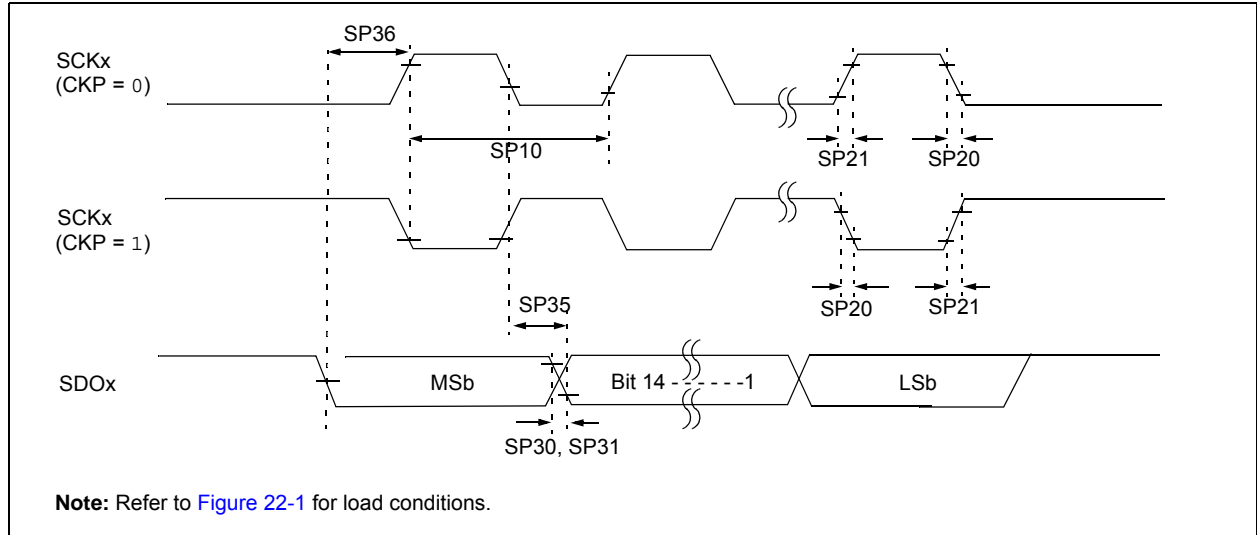 SP36
SCKx
(CKP = 0)
SP10
SP21
SP20
SCKx
(CKP = 1)
SP35
SP20
SP21
SDOx
MSb
Bit 14 - - - - - -1
LSb
SP30, SP31
Note: Refer to Figure 22-1 for load conditions.